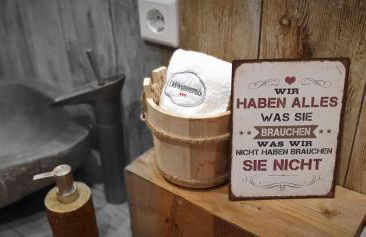 WIR
HABEN ALLES
WAS SIE
BRAUCHEN
WAS WIR
NICHT HABEN BRAUCHEN
SIE NICHT